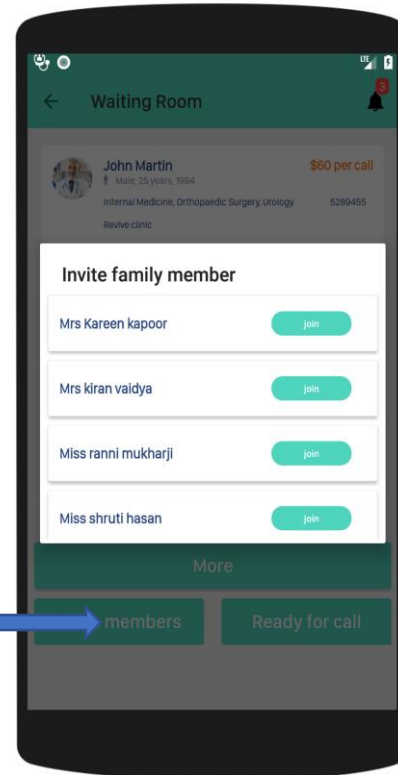 LTE
Waiting Room
3
John Martin
$60 per call
Male, 25 years, 1994
Internal Medicine, Orthopaedic Surgery, Urology
5289455
Revive clinic
Invite family member
Mrs Kareen kapoor
join
Mrs kiran vaidya
join
Miss ranni mukharji
join
Miss shruti hasan
join
More
members
Ready for call